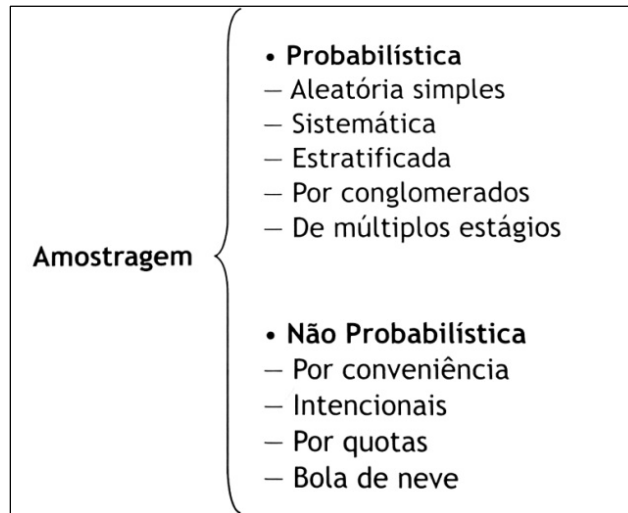 • Probabilística
— Aleatória simples
— Sistemática
— Estratificada
— Por conglomerados
— De múltiplos estágios
Amostragem
• Não Probabilística
— Por conveniência
— Intencionais
— Por quotas
— Bola de neve